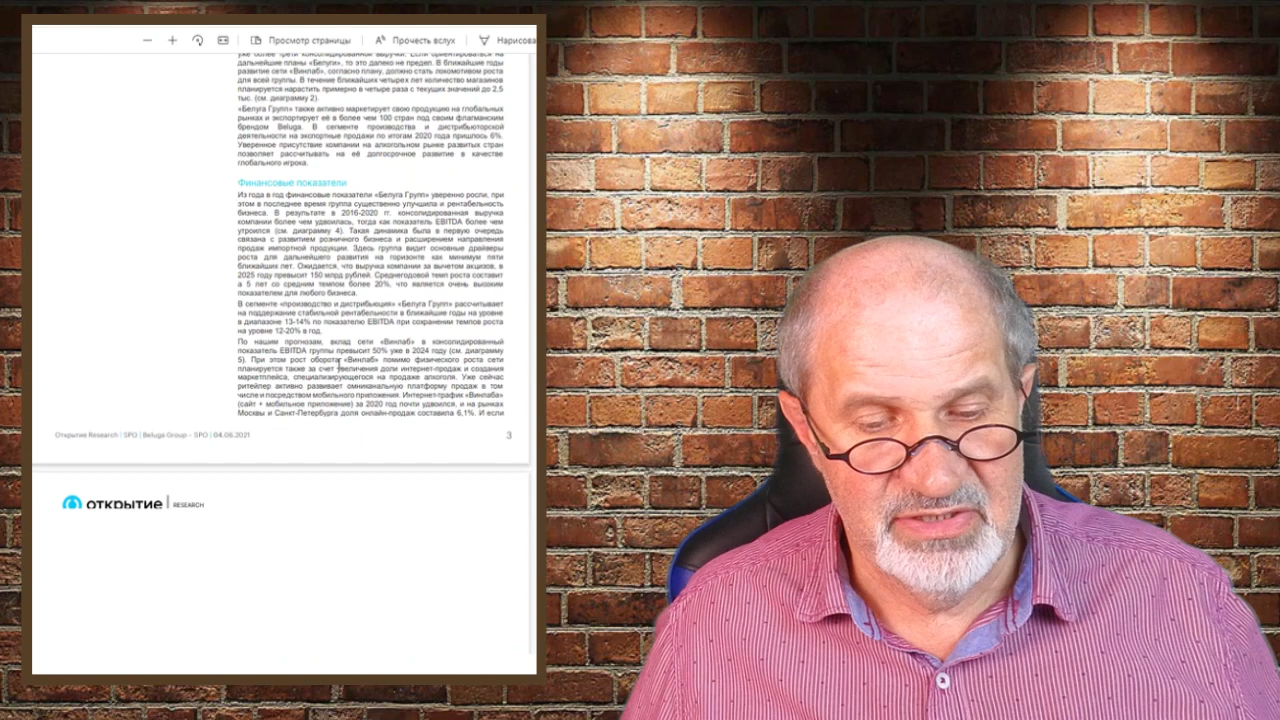 Просмотр страницы
Прочесть вслух
Нарисова
уже более трети консолидированной выручки. Если ориентироваться на
дальнейшие планы «Белуги», то это далеко не предел. В ближайшие годы
развитие сети «Винлаб», согласно плану, должно стать локомотивом роста
для всей группы. В течение ближайших четырех лет количество магазинов
планируется нарастить примерно в четыре раза с текущих значений до 2,5
тыс. (см. диаграмму 2).
«Белуга Групп» также активно маркетирует свою продукцию на глобальных
рынках и экспортирует её в более чем 100 стран под своим флагманским
брендом Beluga. В сегменте производства и дистрибьюторской
деятельности на экспортные продажи по итогам 2020 года пришлось 6%.
Уверенное присутствие компании на алкогольном рынке развитых стран
позволяет рассчитывать на её долгосрочное развитие в качестве
глобального игрока.
Финансовые показатели
Из года в год финансовые показатели «Белуга Групп» уверенно росли, при
этом в последнее время группа существенно улучшила и рентабельность
бизнеса. В результате в 2016-2020 гг. консолидированная выручка
компании более чем удвоилась, тогда как показатель EBITDA более чем
утроился (см. диаграмму 4). Такая динамика была в первую очередь
связана с развитием розничного бизнеса и расширением направления
продаж импортной продукции. Здесь группа видит основные драйверы
роста для дальнейшего развития на горизонте как минимум пяти
ближайших лет. Ожидается, что выручка компании за вычетом акцизов, в
2025 году превысит 150 млрд рублей. Среднегодовой темп роста составит
а 5 лет со средним темпом более 20%, что является очень высоким
показателем для любого бизнеса.
В сегменте «производство и дистрибьюция» «Белуга Групп» рассчитывает
на поддержание стабильной рентабельности в ближайшие годы на уровне
в диапазоне 13-14% по показателю EBITDA при сохранении темпов роста
на уровне 12-20% в год.
По нашим прогнозам, вклад сети «Винлаб» в консолидированный
показатель EBITDA группы превысит 50% уже в 2024 году (см. диаграмму
5). При этом рост оборота «Винлаб» помимо физического роста сети
планируется также за счет увеличения доли интернет-продаж и создания
маркетплейса, специализирующегося на продаже алкоголя. Уже сейчас
ритейлер активно развивает омниканальную платформу продаж в том
числе и посредством мобильного приложения. Интернет-трафик «Винлаба»
(сайт + мобильное приложение) за 2020 год почти удвоился, и на рынках
Москвы и Санкт-Петербурга доля онлайн-продаж составила 6,1%. И если
Открытие Research | SPO | Beluga Group – SPO | 04.06.2021 3
открытие | RESEARCH